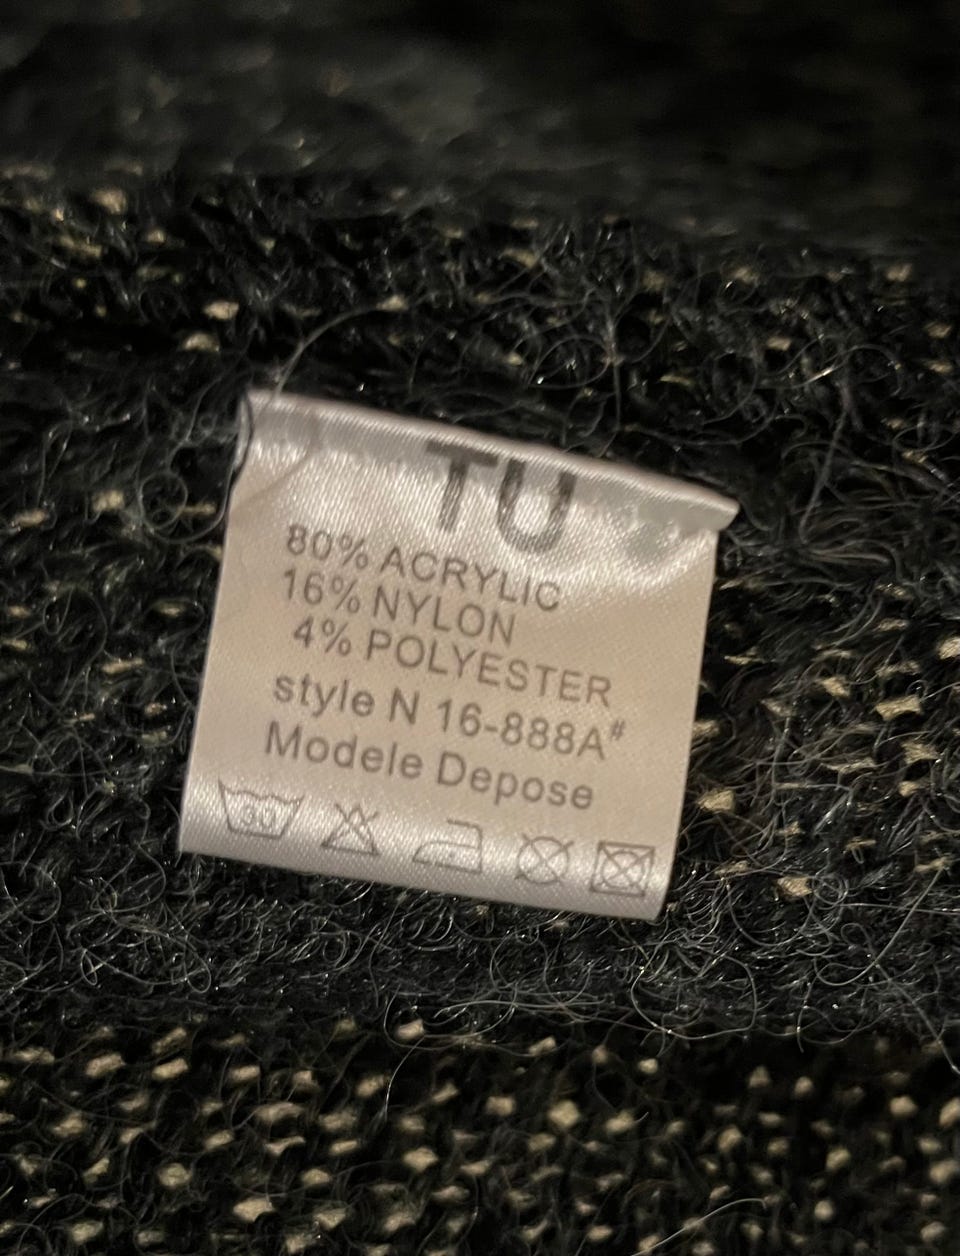 TU
80% ACRYLIC
16% NYLON
4% POLYESTER
style N 16-888A#
Modele Depose
30